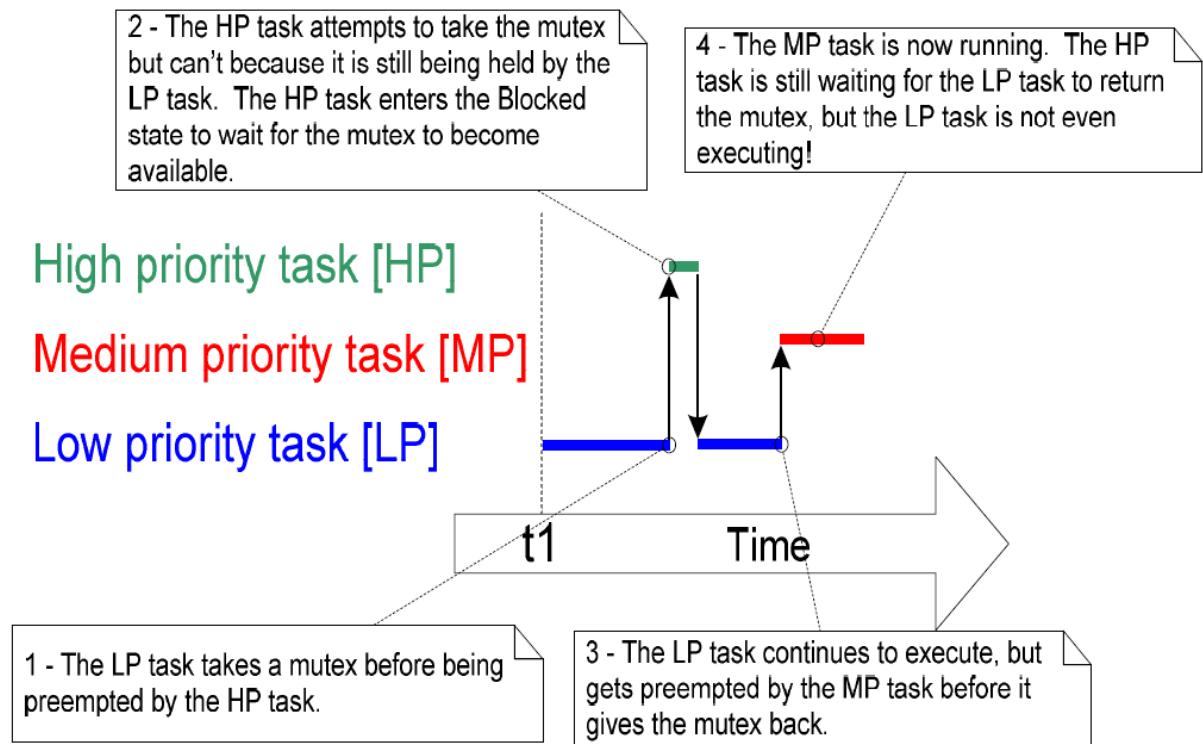 2 - The HP task attempts to take the mutex
but can't because it is still being held by the
LP task. The HP task enters the Blocked
state to wait for the mutex to become
available.
4 - The MP task is now running. The HP
task is still waiting for the LP task to return
the mutex, but the LP task is not even
executing!
High priority task [HP]
Medium priority task [MP]
Low priority task [LP]
t1 Time
1 - The LP task takes a mutex before being
preempted by the HP task.
3 - The LP task continues to execute, but
gets preempted by the MP task before it
gives the mutex back.